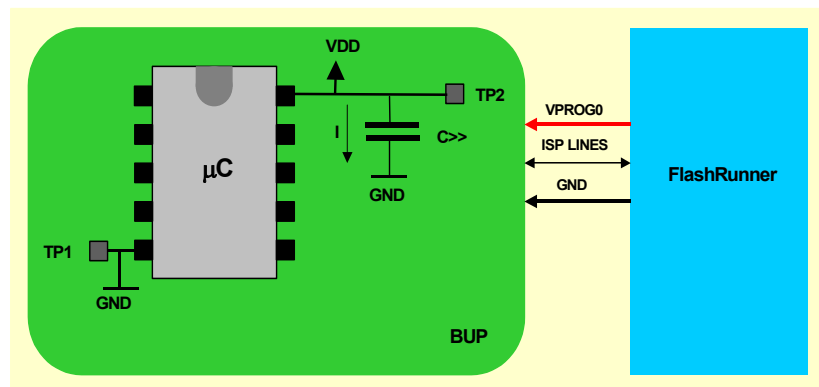 VDD
TP2
VPROG0
I
C>>
ISP LINES
μC
FlashRunner
GND
GND
TP1
GND
BUP